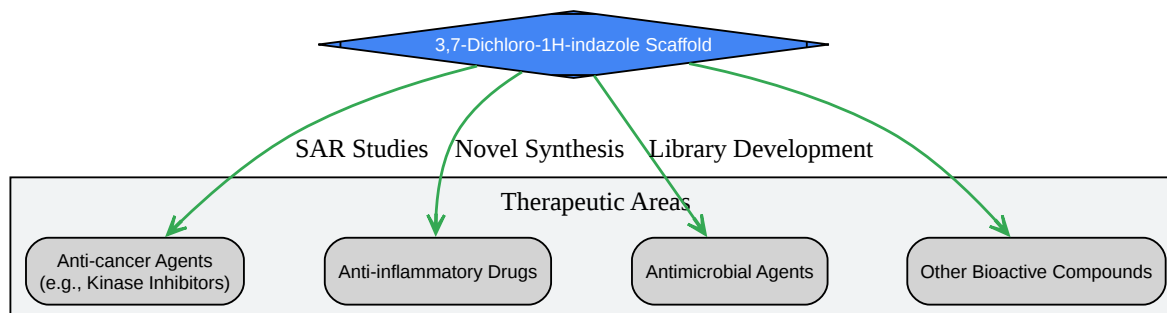 3,7-Dichloro-1H-indazole Scaffold
SAR Studies
Novel Synthesis
Library Development
Therapeutic Areas
Anti-cancer Agents
(e.g., Kinase Inhibitors)
Anti-inflammatory Drugs
Antimicrobial Agents
Other Bioactive Compounds